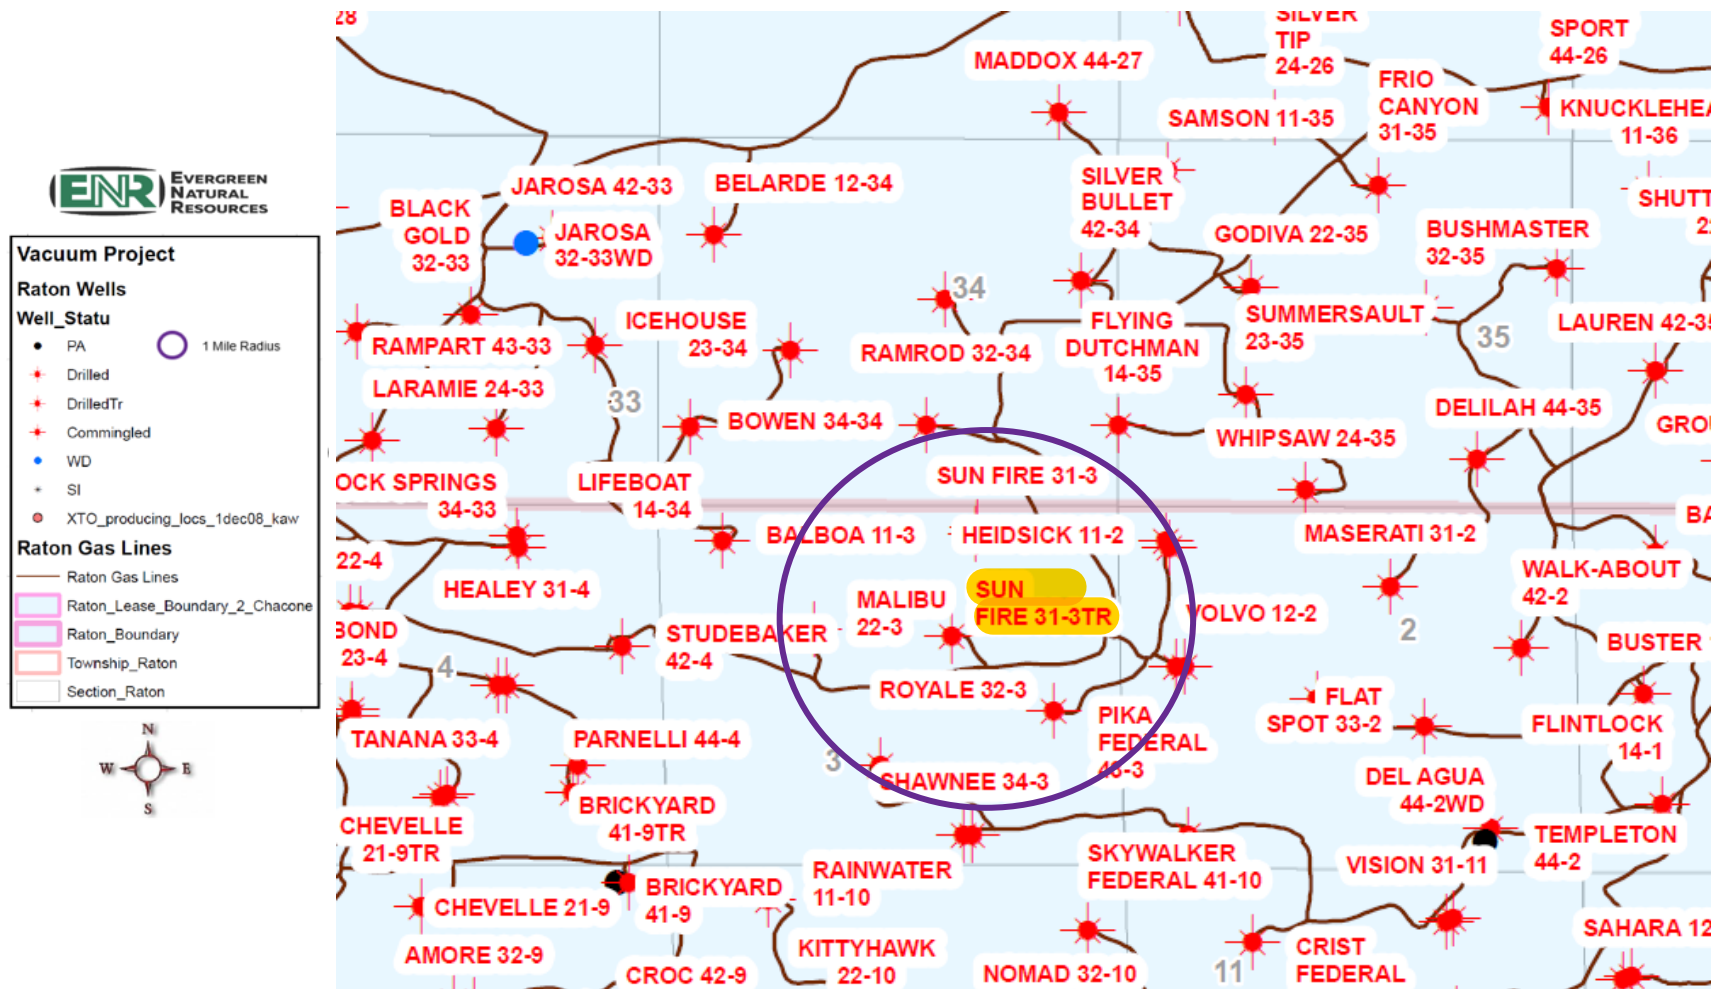 ENR
EVERGREEN
NATURAL
RESOURCES
Vacuum Project
Raton Wells
Well_Statu
PA
1 Mile Radius
Drilled
DrilledTr
Commingled
WD
SI
XTO_producing_locs_1dec08_kaw
Raton Gas Lines
Raton Gas Lines
Raton_Lease_Boundary_2_Chacone
Raton_Boundary
Township_Raton
Section_Raton
N
W E
S
28
MADDOX 44-27
SILVER
TIP
24-26
SPORT
44-26
FRIO
CANYON
31-35
SAMSON 11-35
KNUCKLEHEA
11-36
JAROSA 42-33
BELARDE 12-34
BLACK
GOLD
32-33
JAROSA
32-33WD
SILVER
BULLET
42-34
GODIVA 22-35
BUSHMASTER
32-35
SHUTT
34
ICEHOUSE
23-34
RAMPART 43-33
RAMROD 32-34
FLYING
DUTCHMAN
14-35
SUMMERSAULT
23-35
35
LAUREN 42-35
LARAMIE 24-33
33
BOWEN 34-34
WHIPSAW 24-35
DELILAH 44-35
GROU
OCK SPRINGS
34-33
LIFEBOAT
14-34
SUN FIRE 31-3
BALBOA 11-3
HEIDSICK 11-2
MASERATI 31-2
BA
22-4
HEALEY 31-4
MALIBU
22-3
SUN
FIRE 31-3TR
VOLVO 12-2
WALK-ABOUT
42-2
2
BOND
23-4
STUDEBAKER
42-4
BUSTER
4
ROYALE 32-3
FLAT
SPOT 33-2
TANANA 33-4
PARNELLI 44-4
PIKA
FEDERAL
43-3
FLINTLOCK
14-1
3
SHAWNEE 34-3
DEL AGUA
44-2WD
CHEVELLE
21-9TR
BRICKYARD
41-9TR
TEMPLETON
44-2
RAINWATER
11-10
SKYWALKER
FEDERAL 41-10
VISION 31-11
CHEVELLE 21-9
BRICKYARD
41-9
SAHARA 12
AMORE 32-9
CROC 42-9
KITTYHAWK
22-10
NOMAD 32-10
11
CRIST
FEDERAL